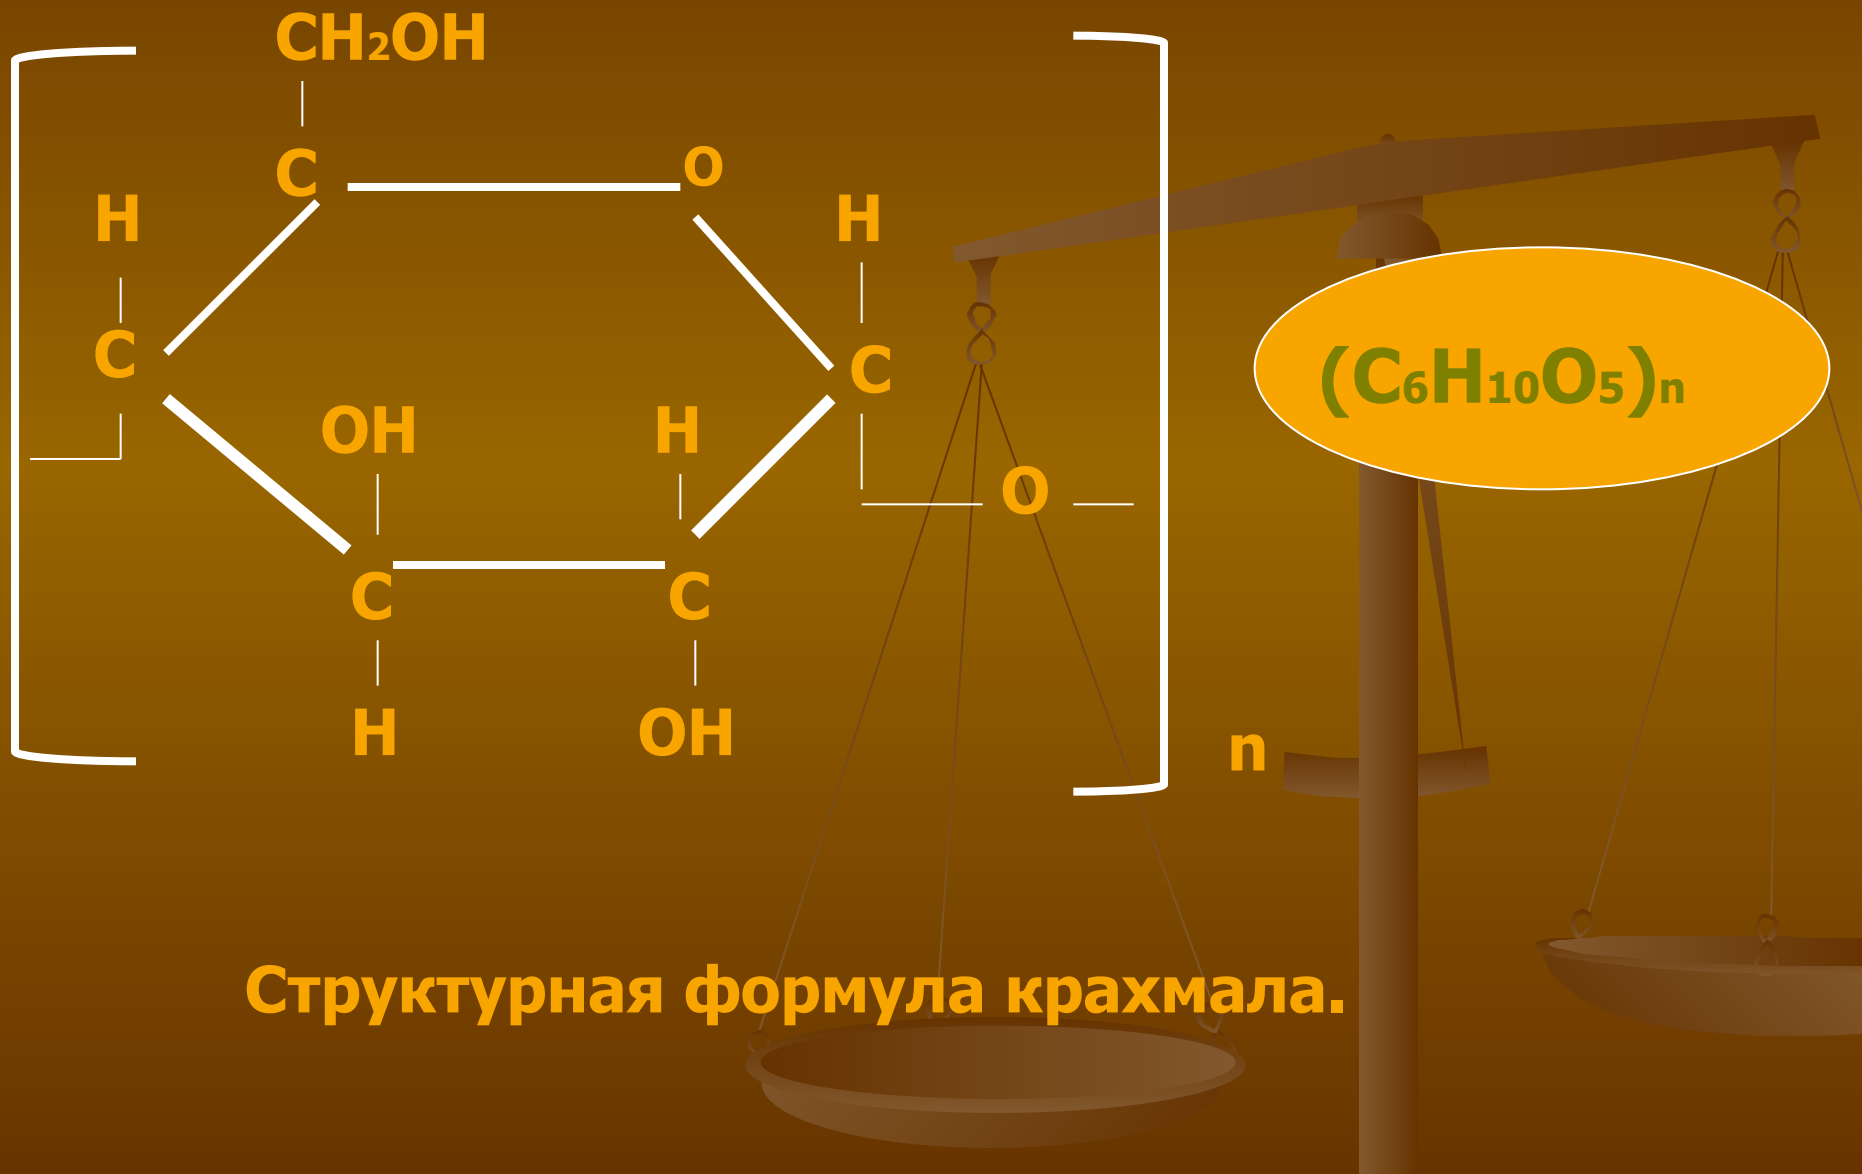 CH₂OH
C O
H H
C C
(C₆H₁₀O₅)ₙ
OH H
O
C C
H OH
n
Структурная формула крахмала.